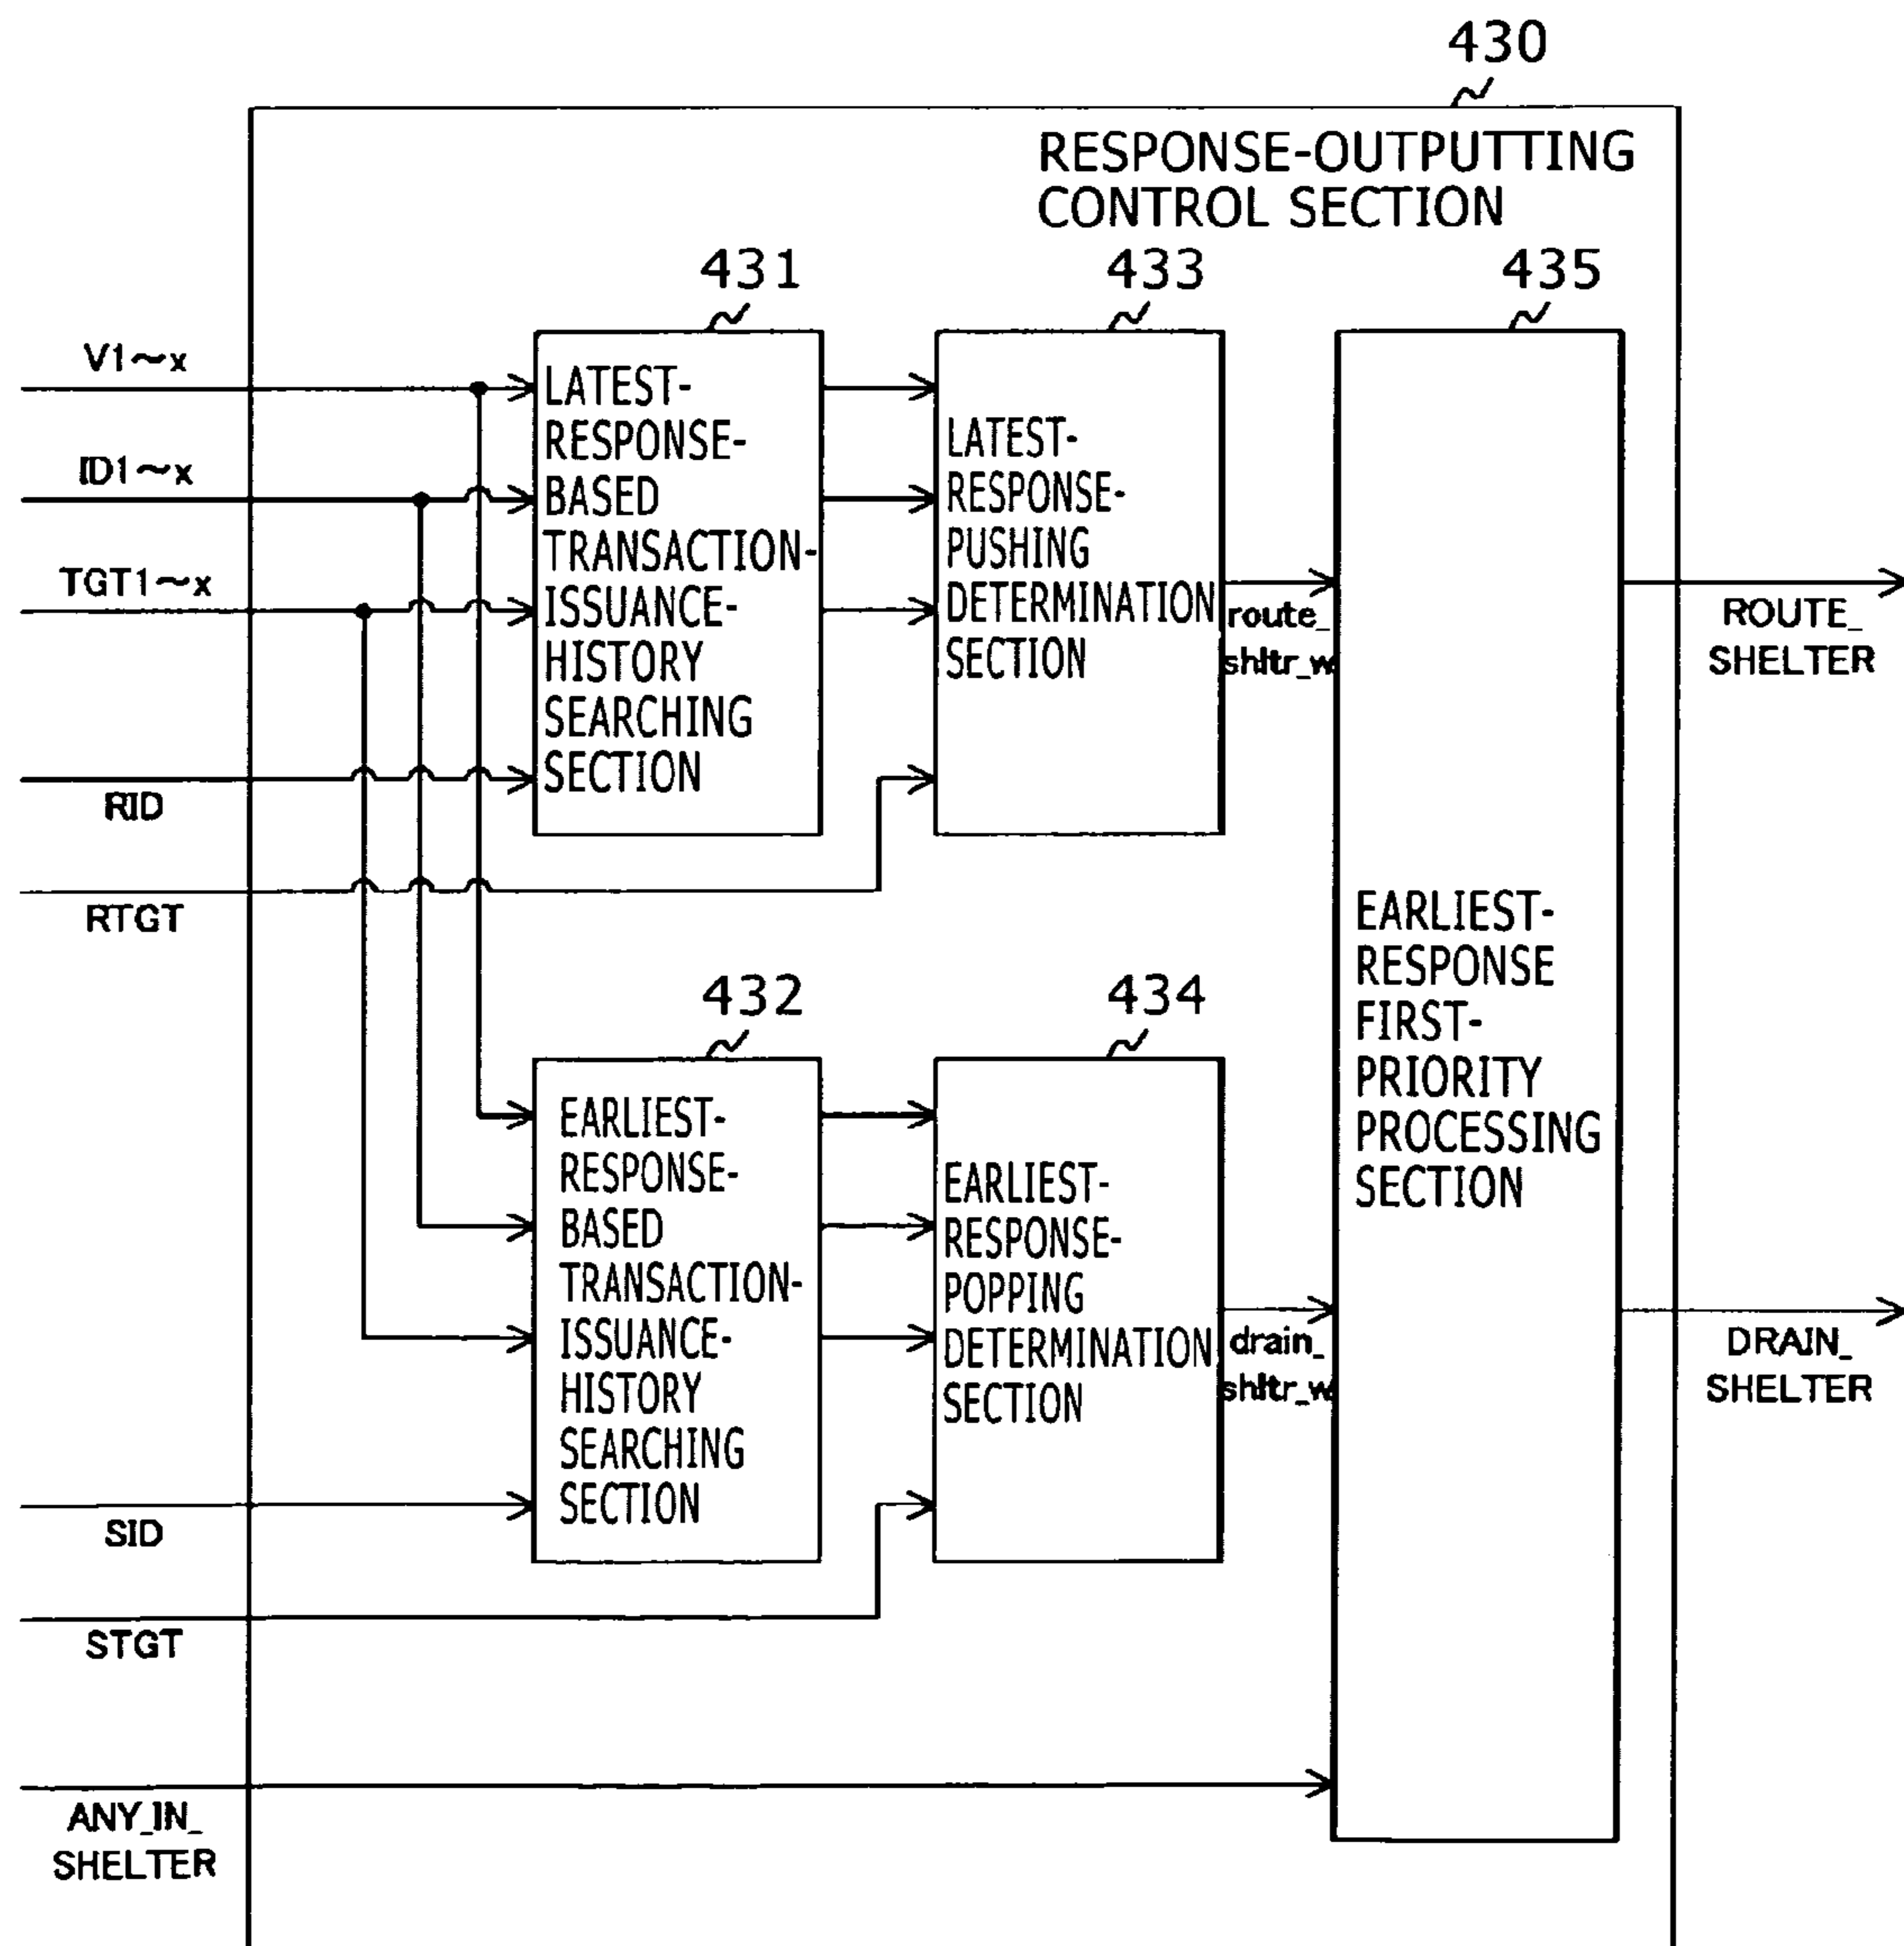 430
RESPONSE-OUTPUTTING
CONTROL SECTION
431
433
435
V1～x
ID1～x
TGT1～x
RID
RTGT
LATEST-
RESPONSE-
BASED
TRANSACTION-
ISSUANCE-
HISTORY
SEARCHING
SECTION
LATEST-
RESPONSE-
PUSHING
DETERMINATION
SECTION
route_
shltr_w
EARLIEST-
RESPONSE
FIRST-
PRIORITY
PROCESSING
SECTION
ROUTE_
SHELTER
432
434
EARLIEST-
RESPONSE-
BASED
TRANSACTION-
ISSUANCE-
HISTORY
SEARCHING
SECTION
EARLIEST-
RESPONSE-
POPPING
DETERMINATION
SECTION
drain_
shltr_w
DRAIN_
SHELTER
SID
STGT
ANY_IN_
SHELTER